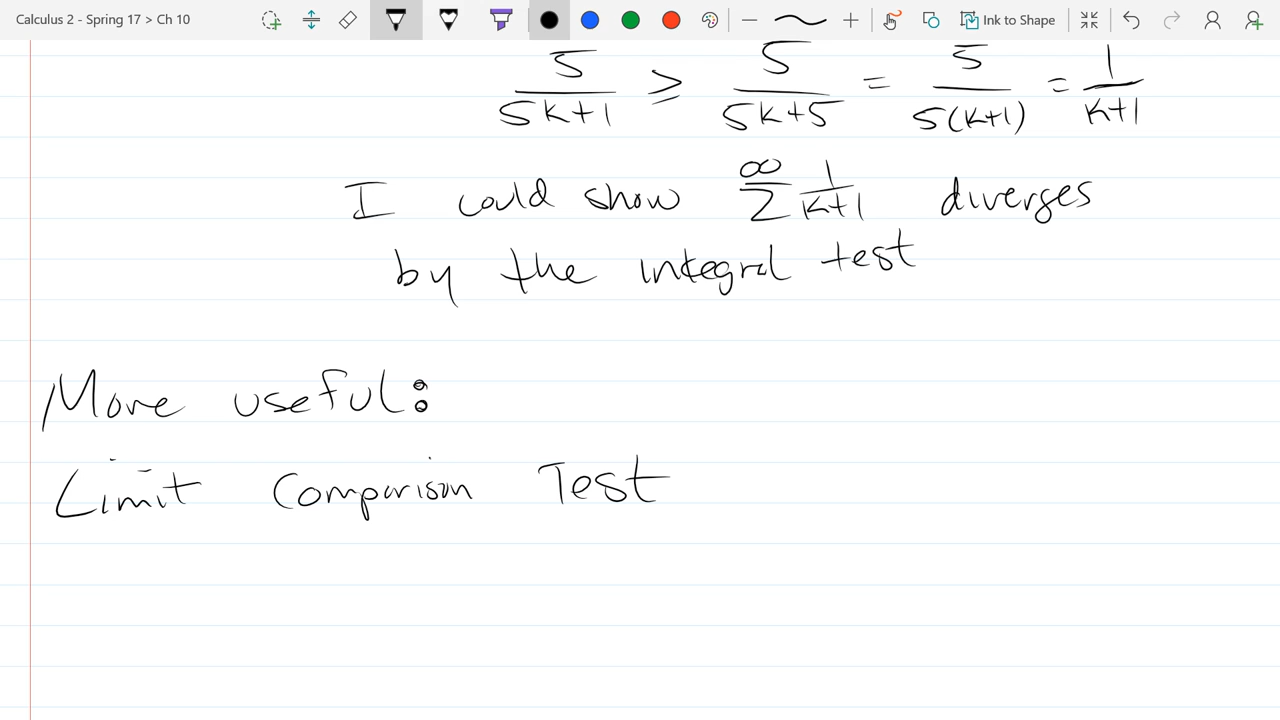 Calculus 2 - Spring 17 > Ch 10 Ink to Shape
5/(5k+1) ≥ 5/(5k+5) = 5/(5(k+1)) = 1/(k+1)
I could show ∞ Σ 1/(k+1) diverges
by the integral test
More useful:
Limit Comparison Test